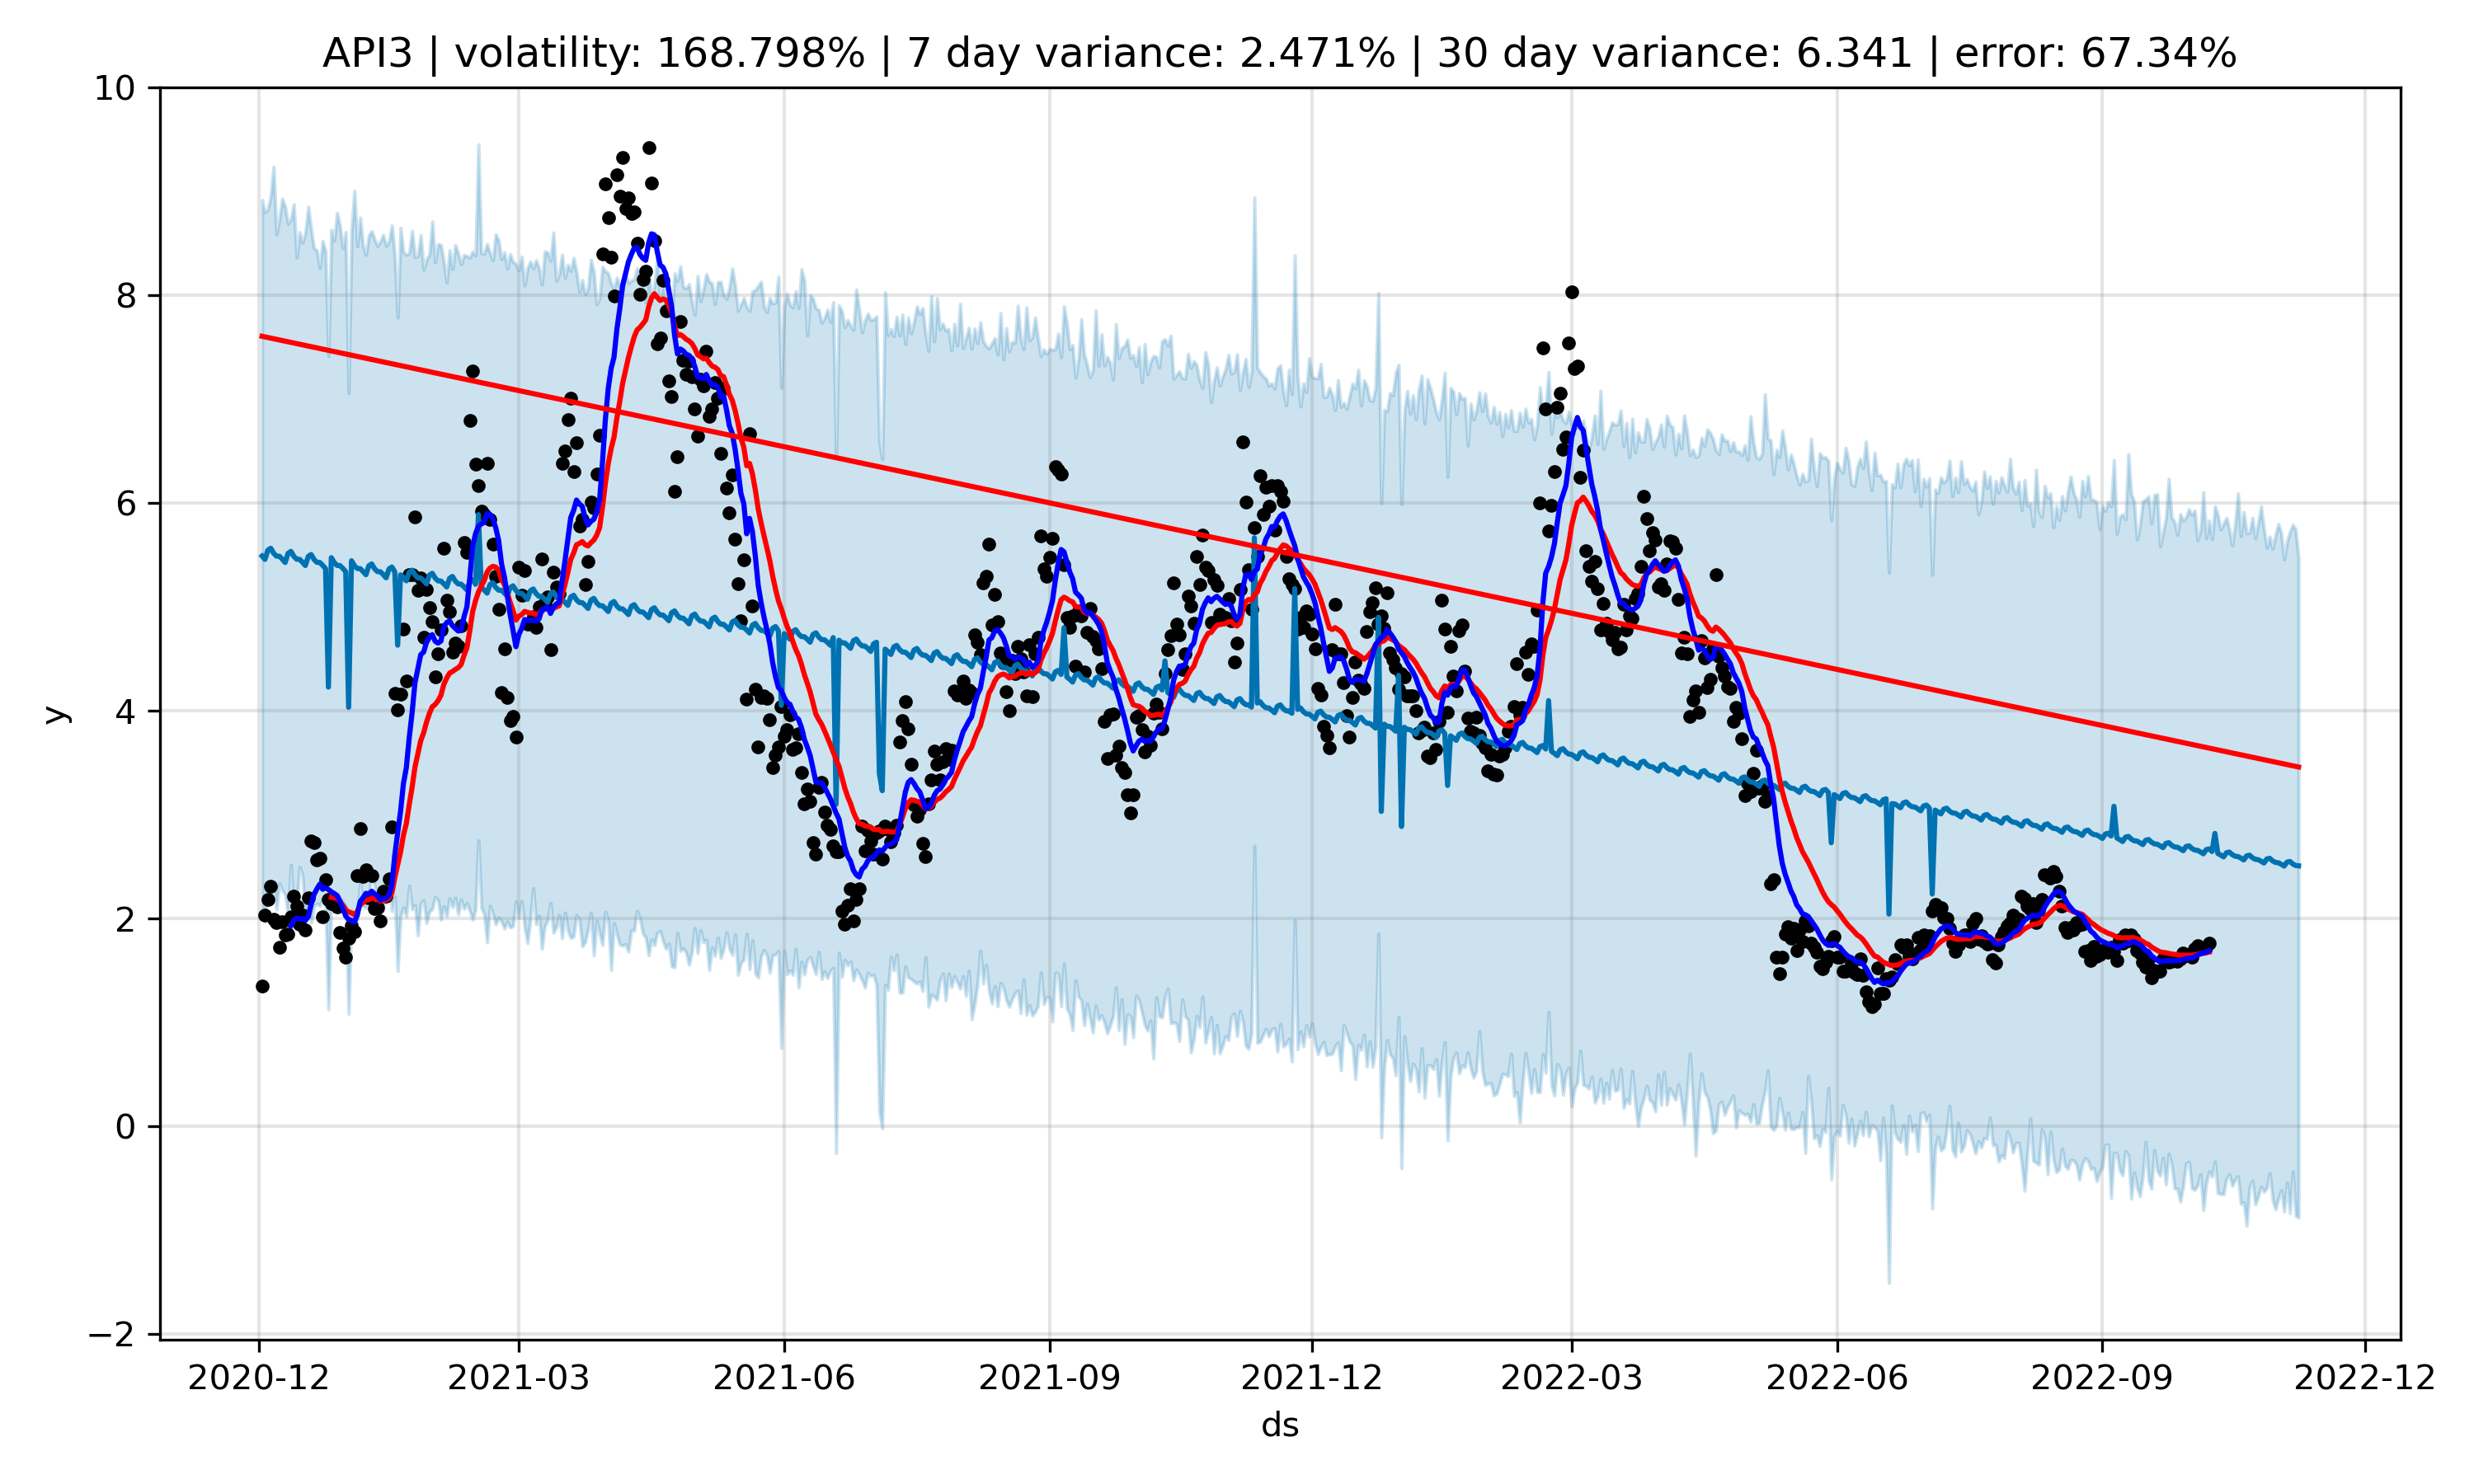 API3 | volatility: 168.798% | 7 day variance: 2.471% | 30 day variance: 6.341 | error: 67.34%
10
8
6
4
2
0
−2
y
2020-12 2021-03 2021-06 2021-09 2021-12 2022-03 2022-06 2022-09 2022-12
ds